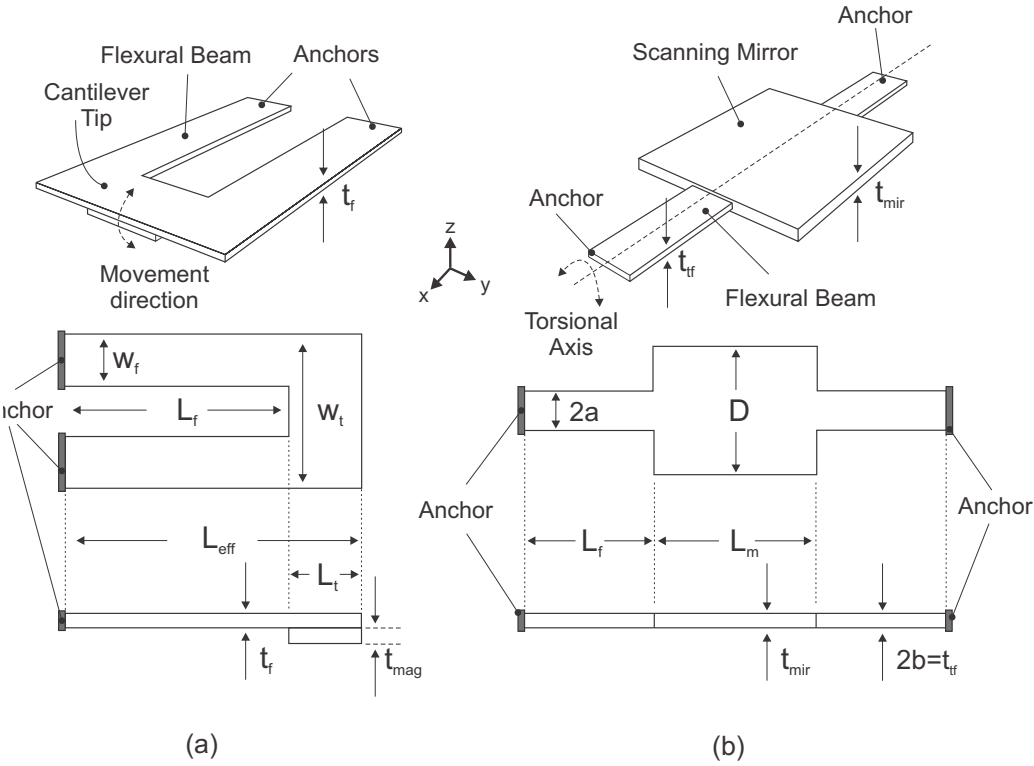 Flexural Beam
Anchors
Cantilever
Tip
t_f
Movement
direction
z
x
y
Anchor
Scanning Mirror
t_mir
Anchor
t_tf
Flexural Beam
Torsional
Axis
w_f
L_f
w_t
nchor
L_eff
L_t
t_f
t_mag
2a
D
Anchor
Anchor
L_f
L_m
t_mir
2b=t_tf
(a)
(b)